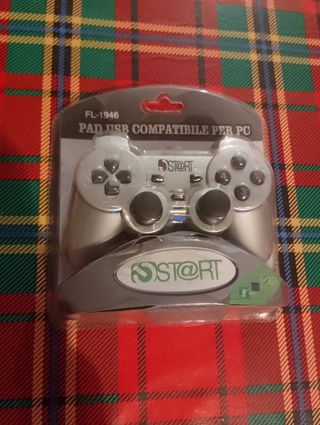 FL-1946
PAD USB COMPATIBILE PER PC
ST@RT
ST@RT